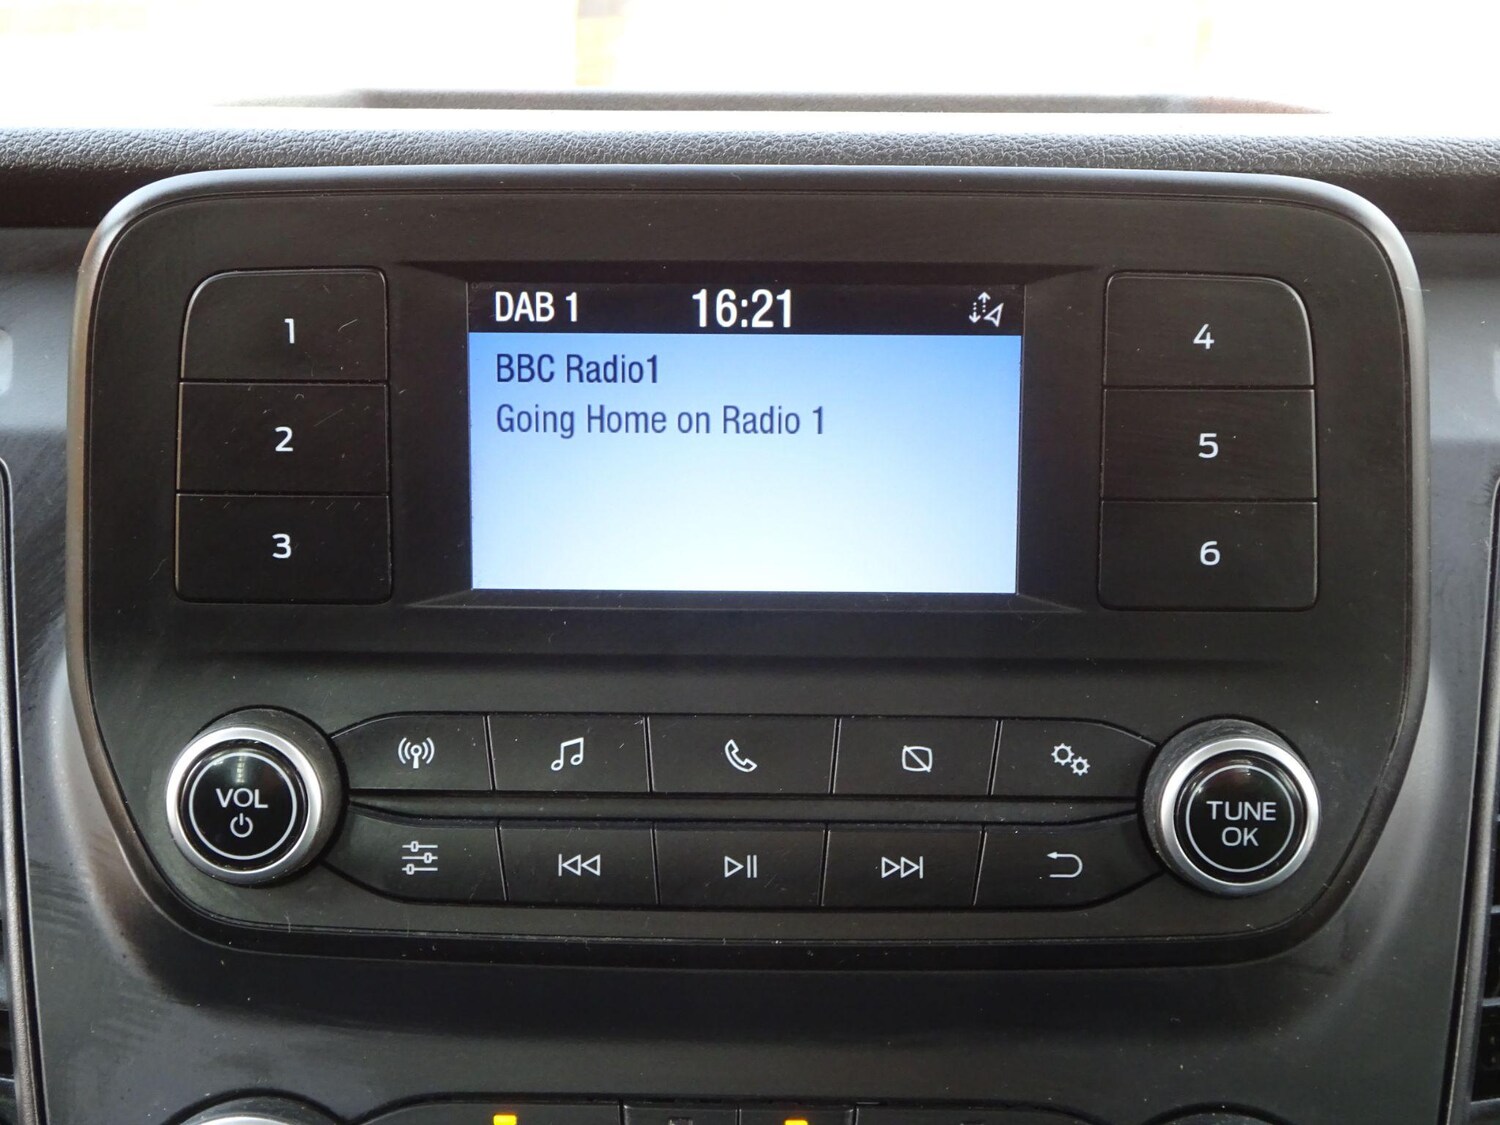 DAB 1 16:21
BBC Radio1
Going Home on Radio 1
1
2
3
4
5
6
VOL
TUNE
OK